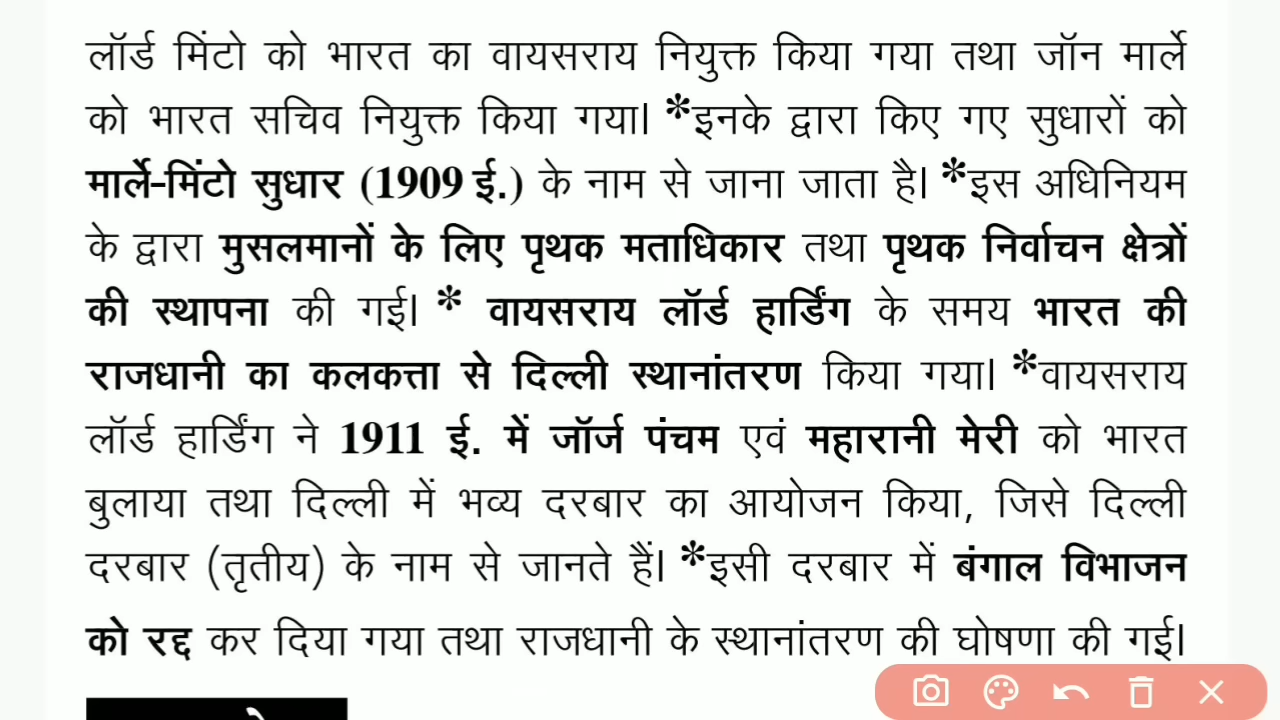 लॉर्ड मिंटो को भारत का वायसराय नियुक्त किया गया तथा जॉन मार्ले
को भारत सचिव नियुक्त किया गया। *इनके द्वारा किए गए सुधारों को
मार्ले-मिंटो सुधार (1909 ई.) के नाम से जाना जाता है। *इस अधिनियम
के द्वारा मुसलमानों के लिए पृथक मताधिकार तथा पृथक निर्वाचन क्षेत्रों
की स्थापना की गई। * वायसराय लॉर्ड हार्डिंग के समय भारत की
राजधानी का कलकत्ता से दिल्ली स्थानांतरण किया गया। *वायसराय
लॉर्ड हार्डिंग ने 1911 ई. में जॉर्ज पंचम एवं महारानी मेरी को भारत
बुलाया तथा दिल्ली में भव्य दरबार का आयोजन किया, जिसे दिल्ली
दरबार (तृतीय) के नाम से जानते हैं। *इसी दरबार में बंगाल विभाजन
को रद्द कर दिया गया तथा राजधानी के स्थानांतरण की घोषणा की गई।